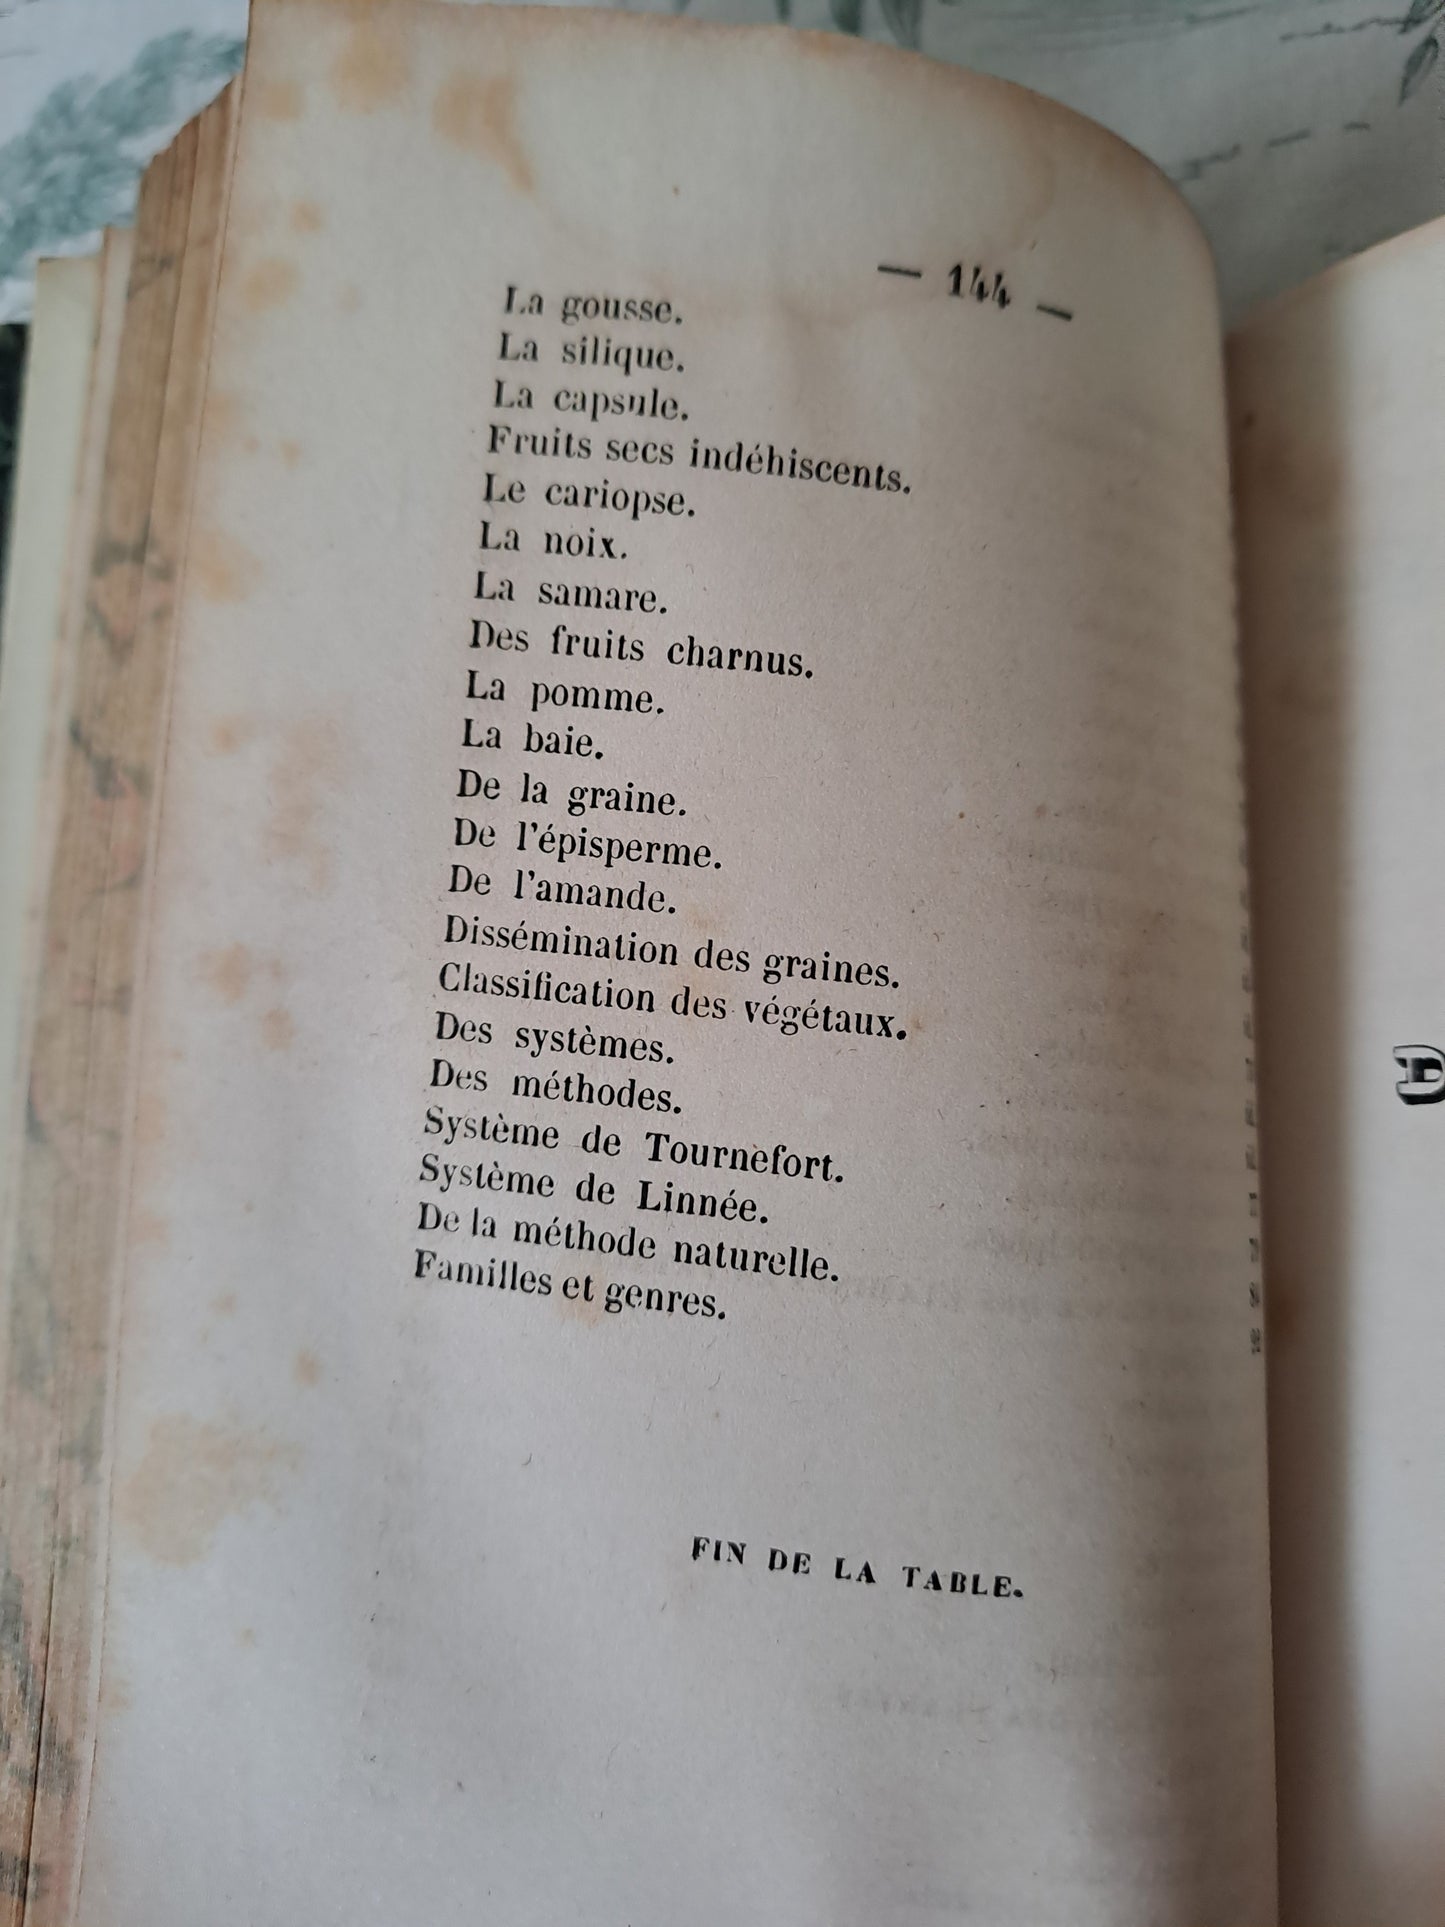 — 144 —
La gousse.
La silique.
La capsule.
Fruits secs indéhiscents.
Le cariopse.
La noix.
La samare.
Des fruits charnus.
La pomme.
La baie.
De la graine.
De l'épisperme.
De l'amande.
Dissémination des graines.
Classification des végétaux.
Des systèmes.
Des méthodes.
Système de Tournefort.
Système de Linnée.
De la méthode naturelle.
Familles et genres.
FIN DE LA TABLE.
D